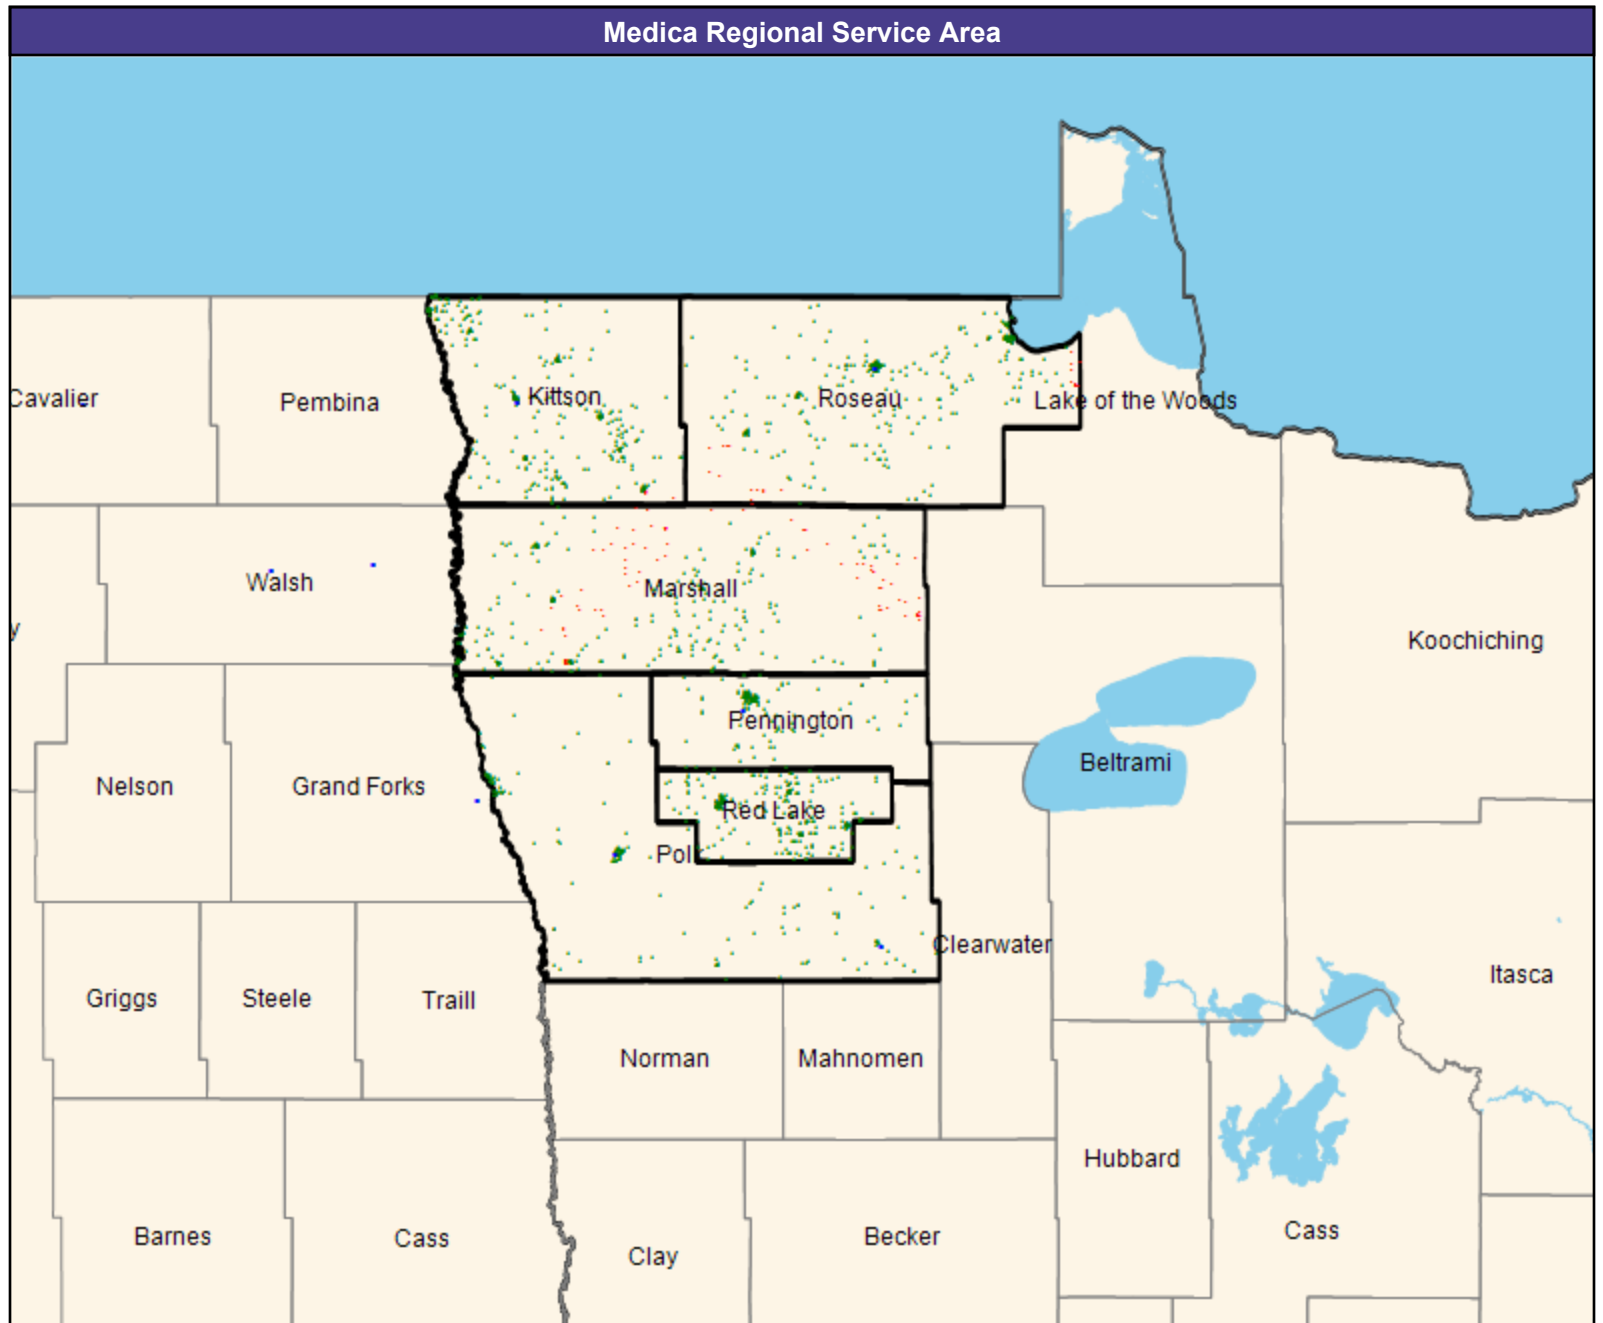 Medica Regional Service Area
Cavalier
Pembina
Kittson
Roseau
Lake of the Woods
Walsh
Marshall
y
Koochiching
Pennington
Beltrami
Nelson
Grand Forks
Red Lake
Pol
Clearwater
Itasca
Griggs
Steele
Traill
Norman
Mahnomen
Hubbard
Barnes
Cass
Clay
Becker
Cass